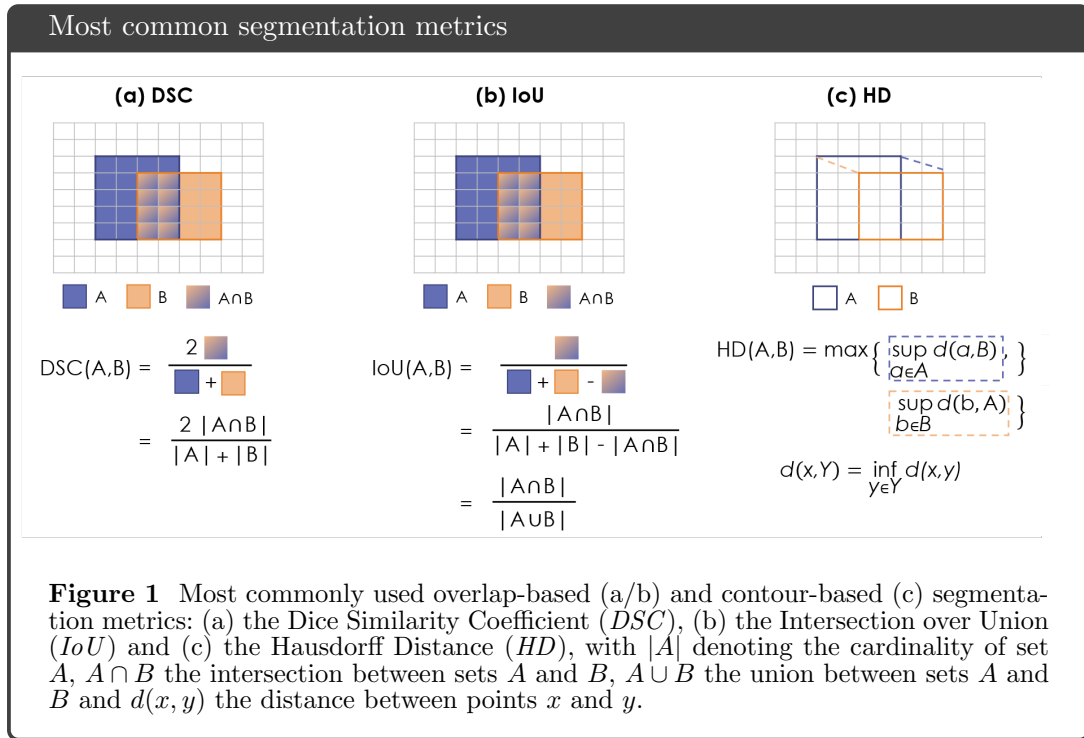 Most common segmentation metrics
(a) DSC
(b) IoU
(c) HD
A B A∩B
A B A∩B
A B
DSC(A,B) = 2 / +
= 2 |A∩B| / |A| + |B|
IoU(A,B) = / + -
= |A∩B| / |A| + |B| - |A∩B|
= |A∩B| / |A∪B|
HD(A,B) = max{ sup d(a,B), }
a∈A
sup d(b,A) }
b∈B
d(x,Y) = inf d(x,y)
y∈Y
Figure 1 Most commonly used overlap-based (a/b) and contour-based (c) segmenta-
tion metrics: (a) the Dice Similarity Coefficient (DSC), (b) the Intersection over Union
(IoU) and (c) the Hausdorff Distance (HD), with |A| denoting the cardinality of set
A, A ∩ B the intersection between sets A and B, A ∪ B the union between sets A and
B and d(x, y) the distance between points x and y.